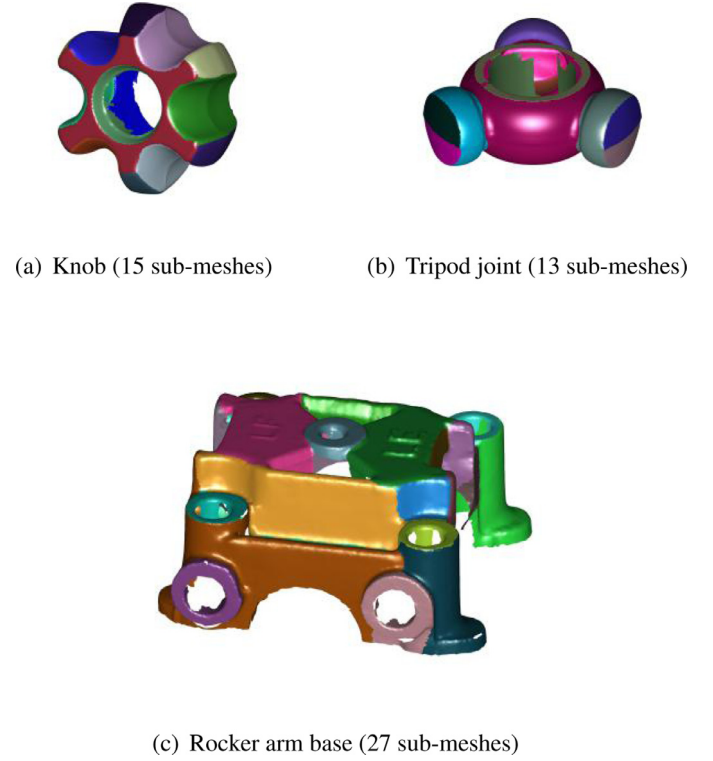 (a) Knob (15 sub-meshes)
(b) Tripod joint (13 sub-meshes)
(c) Rocker arm base (27 sub-meshes)